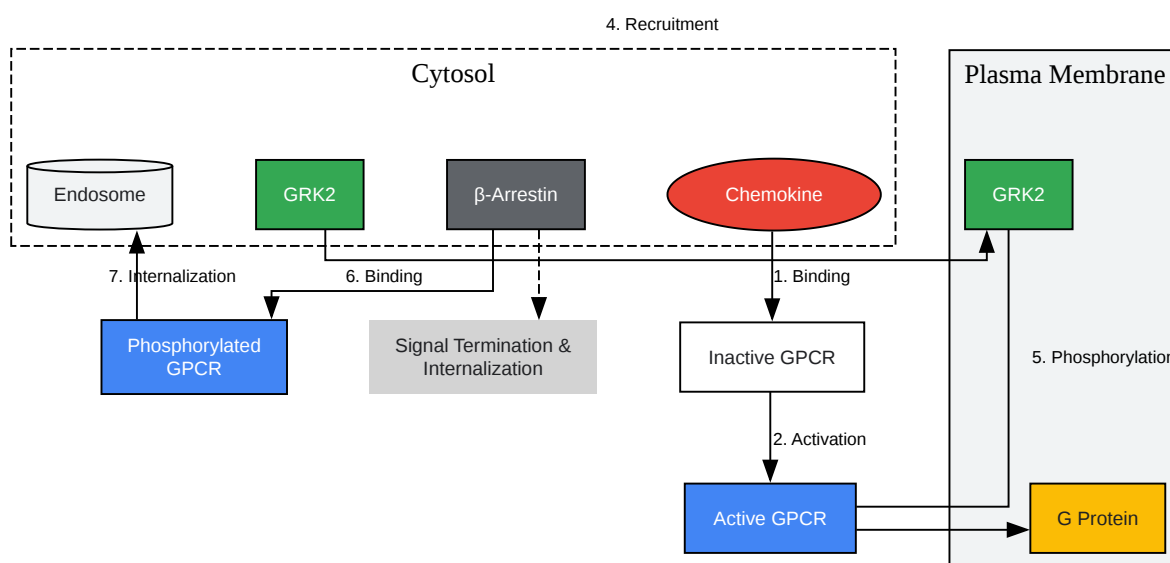 4. Recruitment
Cytosol
Plasma Membrane
Endosome
GRK2
β-Arrestin
Chemokine
GRK2
7. Internalization
6. Binding
1. Binding
Phosphorylated
GPCR
Signal Termination &
Internalization
Inactive GPCR
5. Phosphorylation
2. Activation
Active GPCR
G Protein